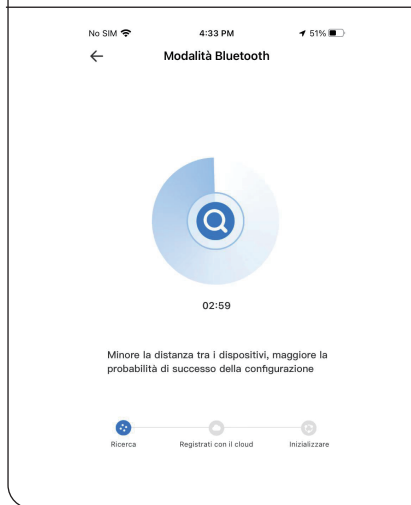 No SIM 4:33 PM 51%
Modalità Bluetooth
02:59
Minore la distanza tra i dispositivi, maggiore la
probabilità di successo della configurazione
Ricerca Registrati con il cloud Inizializzare